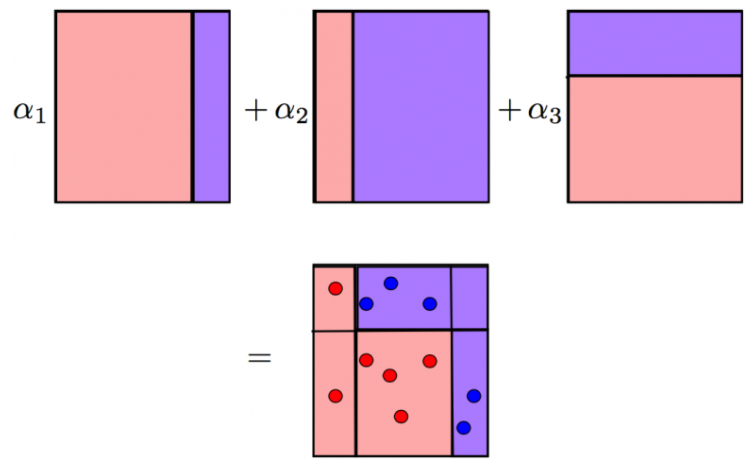 α₁ + α₂ + α₃
=